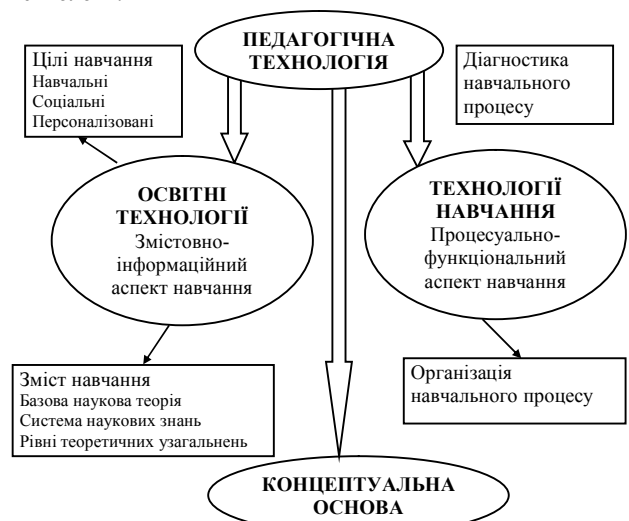 ПЕДАГОГІЧНА
ТЕХНОЛОГІЯ
Цілі навчання
Навчальні
Соціальні
Персоналізовані
Діагностика
навчального
процесу
ОСВІТНІ
ТЕХНОЛОГІЇ
Змістовно-
інформаційний
аспект навчання
ТЕХНОЛОГІЇ
НАВЧАННЯ
Процесуально-
функціональний
аспект навчання
Зміст навчання
Базова наукова теорія
Система наукових знань
Рівні теоретичних узагальнень
Організація
навчального процесу
КОНЦЕПТУАЛЬНА
ОСНОВА